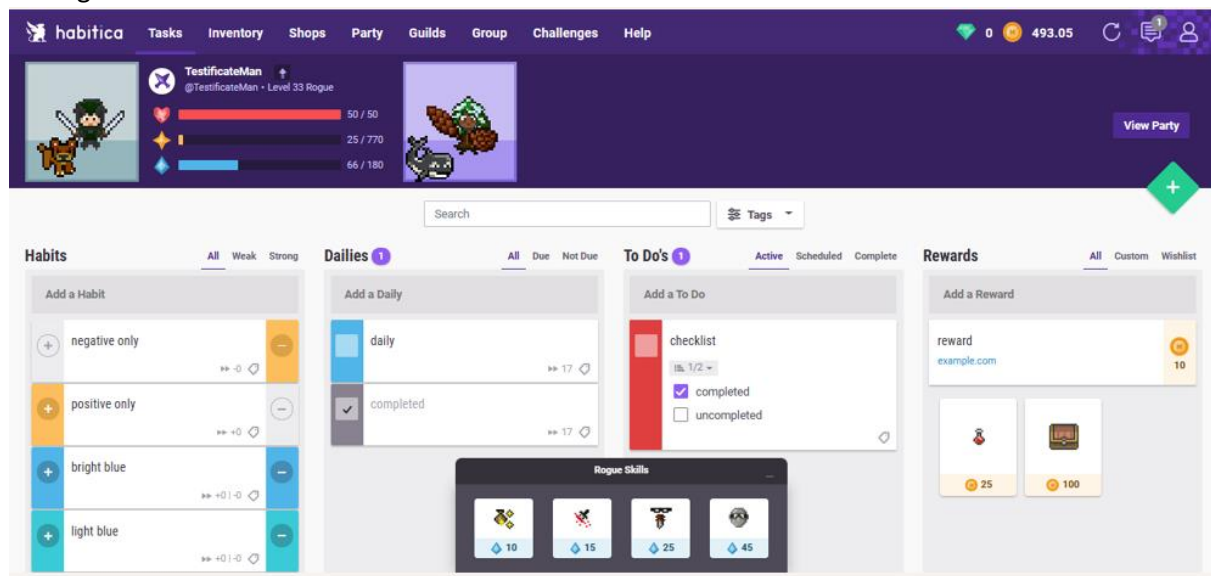 habitica Tasks Inventory Shops Party Guilds Group Challenges Help 0 493.05 1
TestificateMan
@TestificateMan • Level 33 Rogue
50 / 50
25 / 770
66 / 180
View Party
Search Tags
Habits All Weak Strong
Add a Habit
negative only
-0
positive only
+0
bright blue
+0 | -0
light blue
+0 | -0
Dailies 1 All Due Not Due
Add a Daily
daily
17
completed
17
To Do's 1 Active Scheduled Complete
Add a To Do
checklist
1/2
completed
uncompleted
Rewards All Custom Wishlist
Add a Reward
reward
example.com
10
25 100
Rogue Skills
10 15 25 45